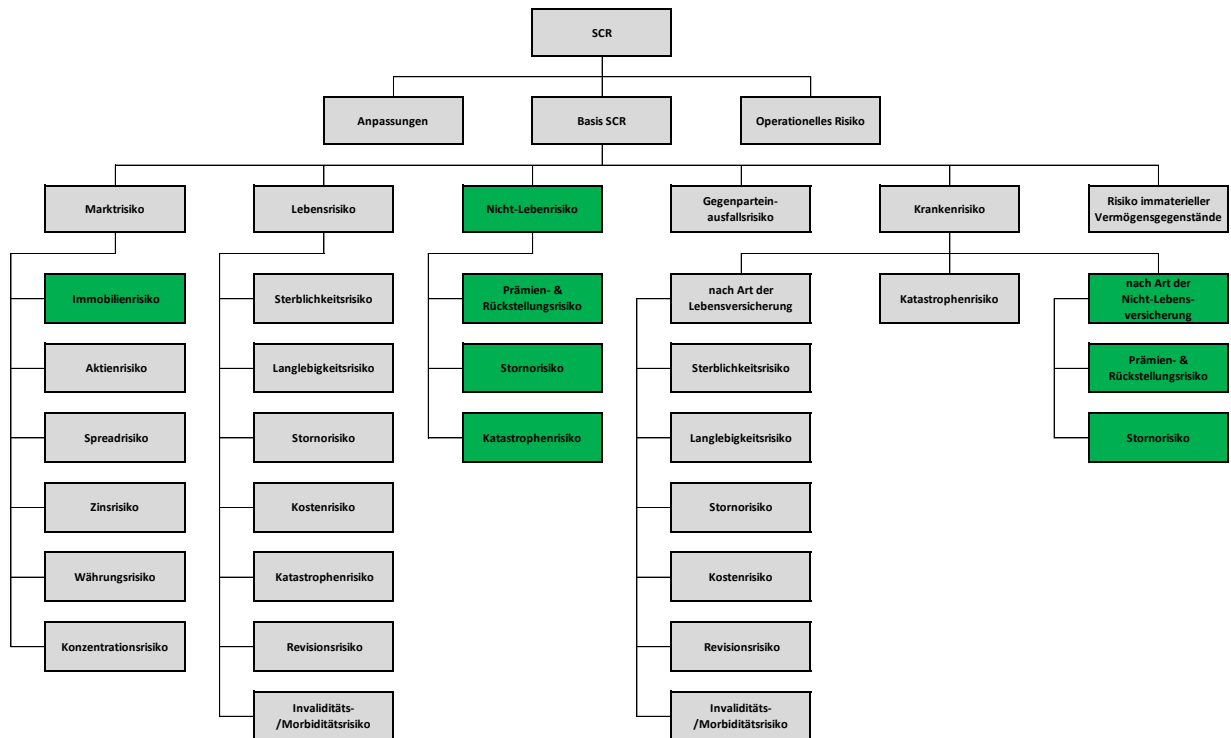 SCR
Anpassungen
Basis SCR
Operationelles Risiko
Marktrisiko
Lebensrisiko
Nicht-Lebenrisiko
Gegenpartein-
ausfallsrisiko
Krankenrisiko
Risiko immaterieller
Vermögensgegenstände
Immobilienrisiko
Sterblichkeitsrisiko
Prämien- &
Rückstellungsrisiko
nach Art der
Lebensversicherung
Katastrophenrisiko
nach Art der
Nicht-Lebens-
versicherung
Aktienrisiko
Langlebigkeitsrisiko
Stornorisiko
Sterblichkeitsrisiko
Prämien- &
Rückstellungsrisiko
Spreadrisiko
Stornorisiko
Katastrophenrisiko
Langlebigkeitsrisiko
Stornorisiko
Zinsrisiko
Kostenrisiko
Stornorisiko
Währungsrisiko
Katastrophenrisiko
Kostenrisiko
Konzentrationsrisiko
Revisionsrisiko
Revisionsrisiko
Invaliditäts-
/Morbiditätsrisiko
Invaliditäts-
/Morbiditätsrisiko